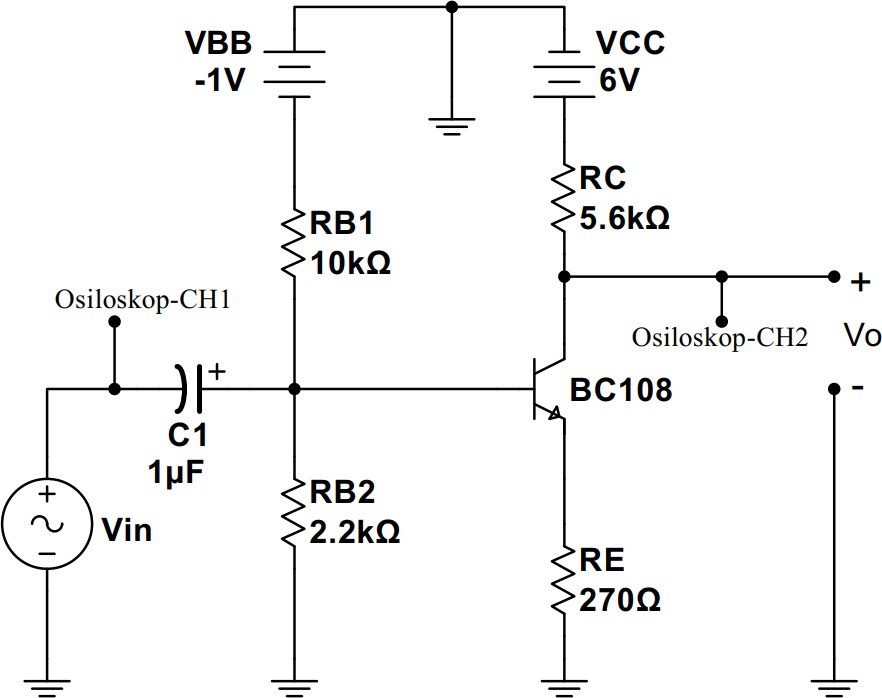 VBB
-1V
VCC
6V
RC
5.6kΩ
RB1
10kΩ
Osiloskop-CH1
+
Osiloskop-CH2
Vo
+
BC108
-
C1
1µF
RB2
2.2kΩ
+
Vin
−
RE
270Ω